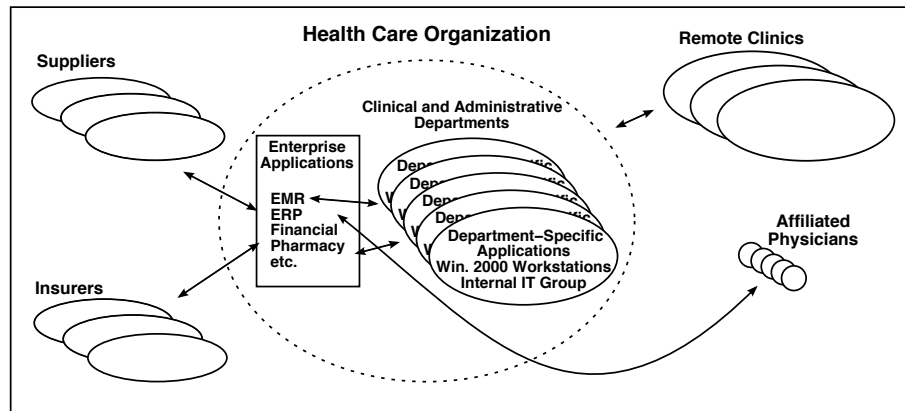 Health Care Organization
Suppliers
Remote Clinics
Clinical and Administrative
Departments
Enterprise
Applications
EMR
ERP
Financial
Pharmacy
etc.
Department-Specific
Applications
Win. 2000 Workstations
Internal IT Group
Affiliated
Physicians
Insurers